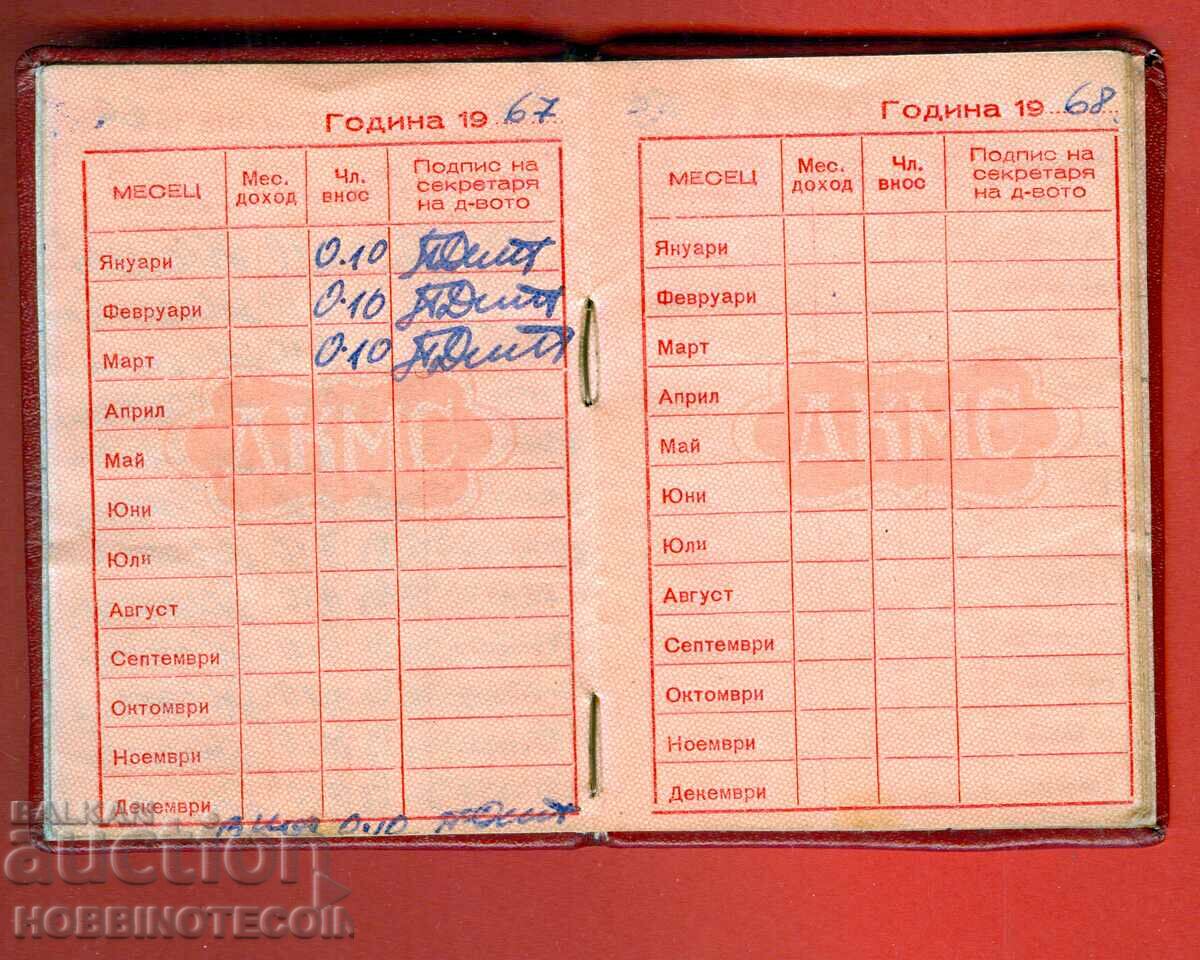 Година 19 67
МЕСЕЦ Мес. доход Чл. внос Подпис на секретаря на д-вото
Януари 0.10
Февруари 0.10
Март 0.10
Април
Май
Юни
Юли
Август
Септември
Октомври
Ноември
Декември
0.10
ДКМС
Година 19 68
МЕСЕЦ Мес. доход Чл. внос Подпис на секретаря на д-вото
Януари
Февруари
Март
Април
Май
Юни
Юли
Август
Септември
Октомври
Ноември
Декември
ДКМС
BALKAN
auction
HOBBINOTECOIN